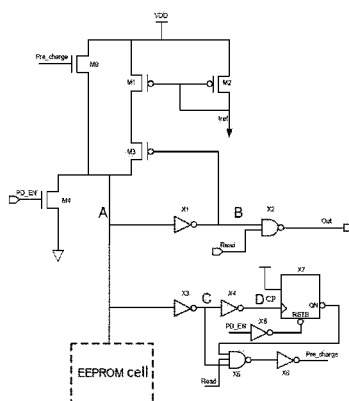 VDD
Pre_charge
M0
M1
M2
Iref
M3
PD_EN
M4
A
X1
B
X2
Out
Read
X3
C
X4
D
CP
X7
QN
RSTB
PD_EN
X8
X5
X6
Pre_charge
Read
EEPROM cell